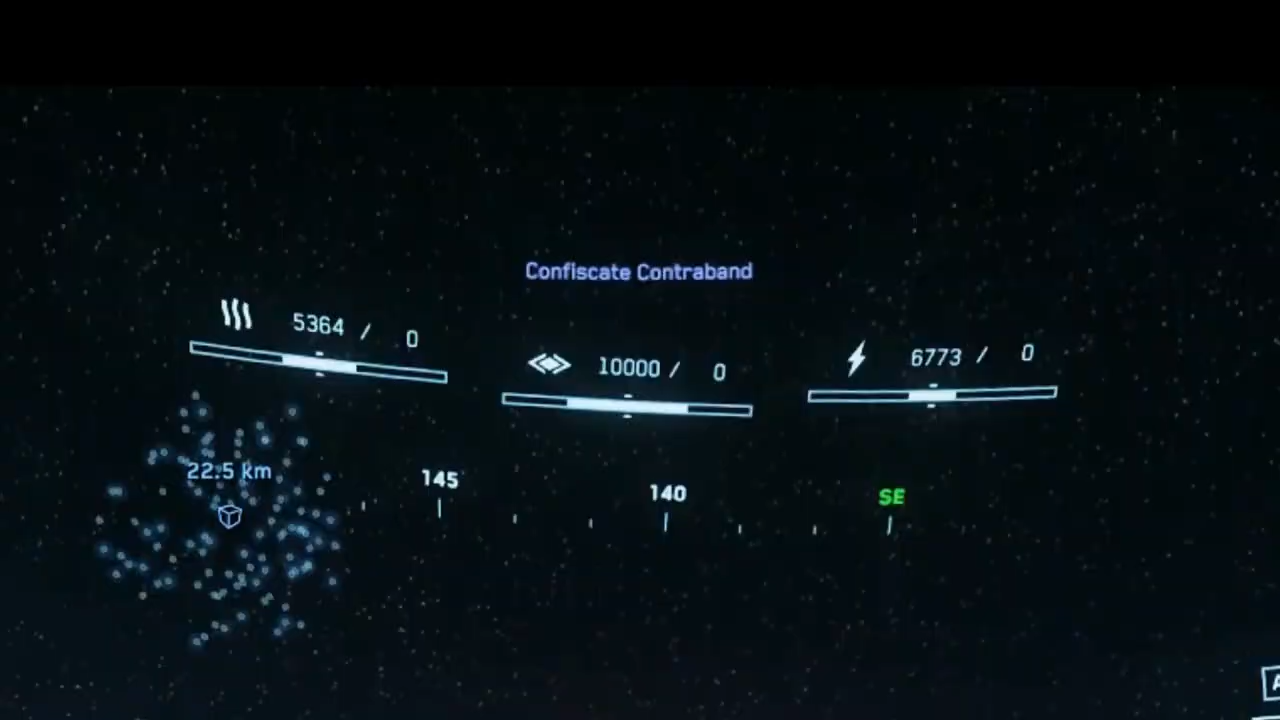 Confiscate Contraband
5364 / 0
10000 / 0
6773 / 0
22.5 km
145
140
SE